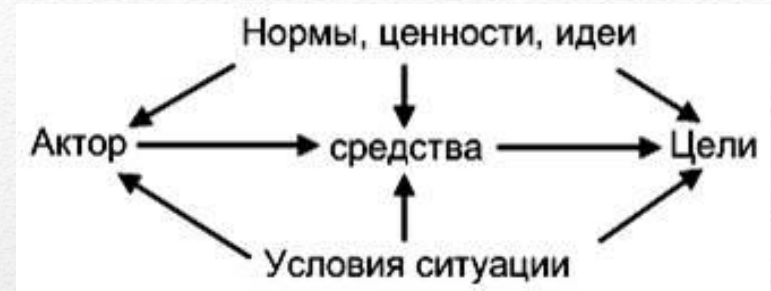 Нормы, ценности, идеи
Актор средства Цели
Условия ситуации